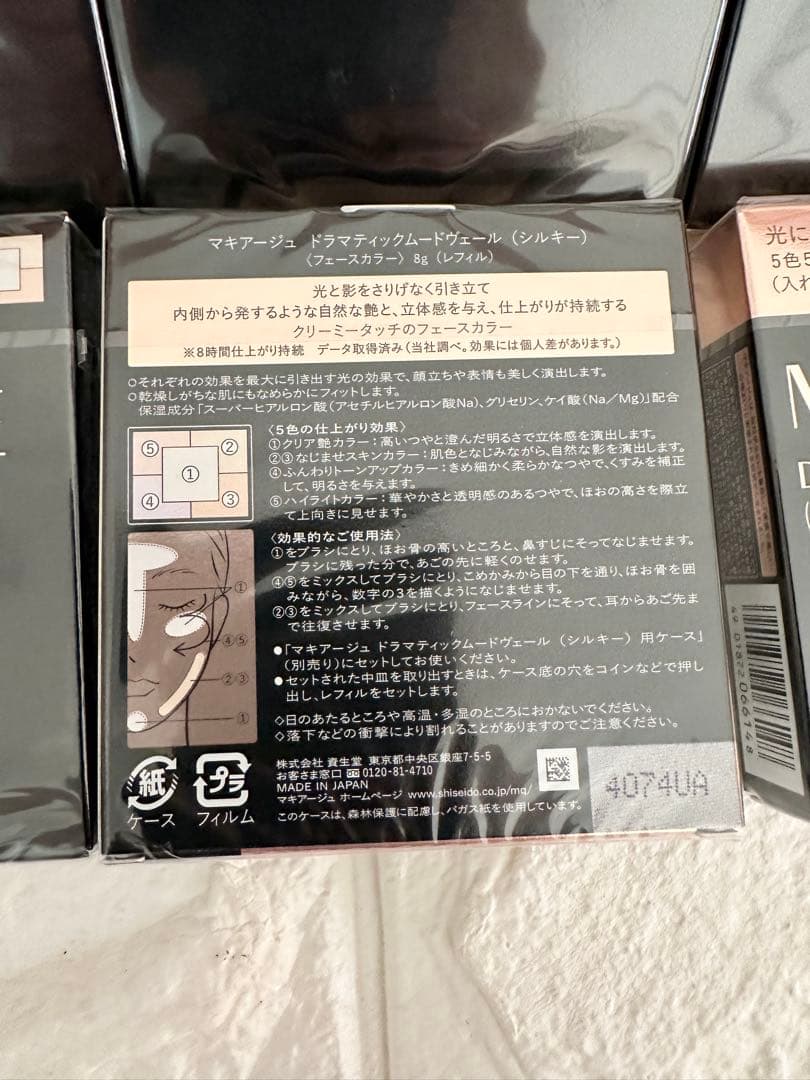 マキアージュ ドラマティックムードヴェール（シルキー）
〈フェースカラー〉8g（レフィル）
光と影をさりげなく引き立て
内側から発するような自然な艶と、立体感を与え、仕上がりが持続する
クリーミータッチのフェースカラー
※8時間仕上がり持続 データ取得済み（当社調べ。効果には個人差があります。）
○それぞれの効果を最大に引き出す光の効果で、顔立ちや表情も美しく演出します。
○乾燥しがちな肌にもなめらかにフィットします。
保湿成分「スーパーヒアルロン酸（アセチルヒアルロン酸Na）、グリセリン、ケイ酸（Na／Mg）」配合
⑤ ② ① ④ ③
〈5色の仕上がり効果〉
①クリア艶カラー：高いつやと澄んだ明るさで立体感を演出します。
②③なじませスキンカラー：肌色となじみながら、自然な影を演出します。
④ふんわりトーンアップカラー：きめ細かく柔らかなつやで、くすみを補正
して、明るさを与えます。
⑤ハイライトカラー：華やかさと透明感のあるつやで、ほおの高さを際立
て上向きに見せます。
①
④⑤
②③
①
〈効果的なご使用法〉
①をブラシにとり、ほお骨の高いところと、鼻すじにそってなじませます。
ブラシに残った分で、あごの先に軽くのせます。
④⑤をミックスしてブラシにとり、こめかみから目の下を通り、ほお骨を囲
みながら、数字の3を描くようになじませます。
②③をミックスしてブラシにとり、フェースラインにそって、耳からあご先ま
で往復させます。
●「マキアージュ ドラマティックムードヴェール（シルキー）用ケース」
（別売り）にセットしてお使いください。
●セットされた中皿を取り出すときは、ケース底の穴をコインなどで押し
出し、レフィルをセットします。
◇日のあたるところや高温・多湿のところにおかないでください。
◇落下などの衝撃により割れることがありますのでご注意ください。
紙
ケース
プラ
フィルム
株式会社 資生堂 東京都中央区銀座7-5-5
お客さま窓口 0120-81-4710
MADE IN JAPAN
マキアージュ ホームページ www.shiseido.co.jp/mq/
このケースは、森林保護に配慮し、バガス紙を使用しています。
4074UA
光に
5色5
（入れ
M
D
(
49 01872 066148